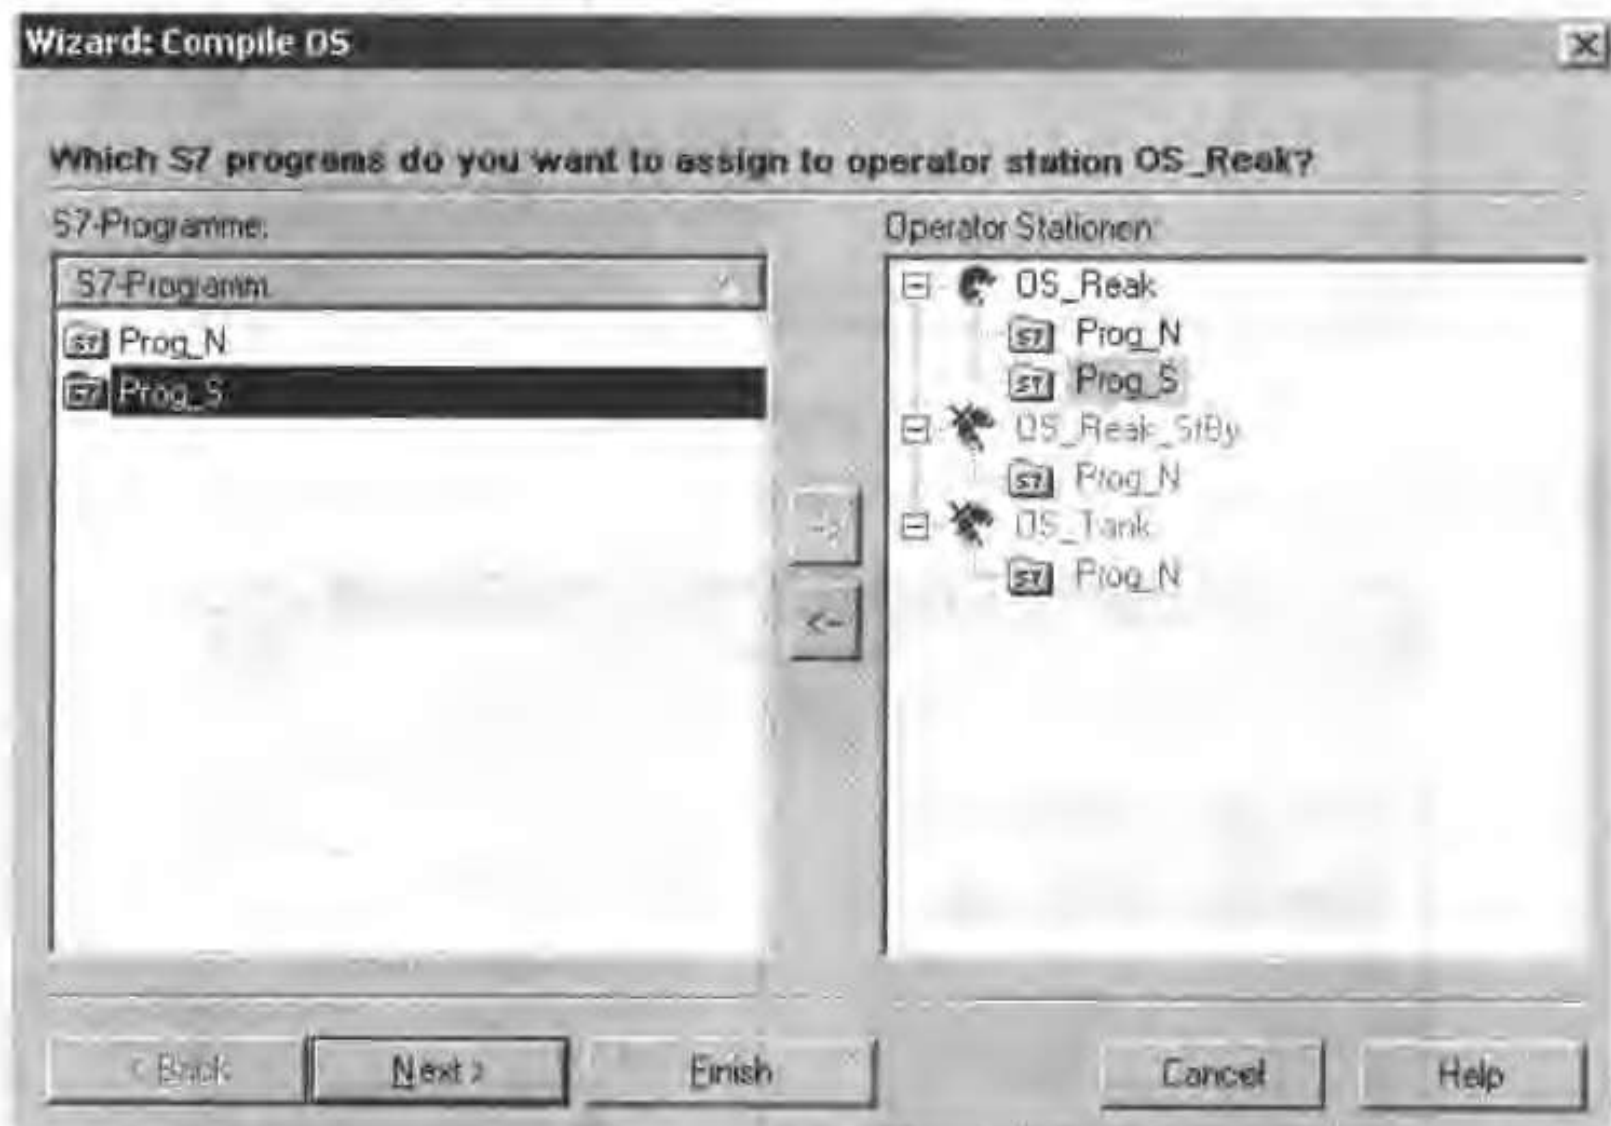 Wizard: Compile OS
Which S7 programs do you want to assign to operator station OS_Reak?
S7-Programme:
S7-Programm
Prog_N
Prog_S
->
<-
Operator Stationen:
OS_Reak
Prog_N
Prog_S
OS_Reak_StBy
Prog_N
OS_Tank
Prog_N
< Back
Next >
Finish
Cancel
Help